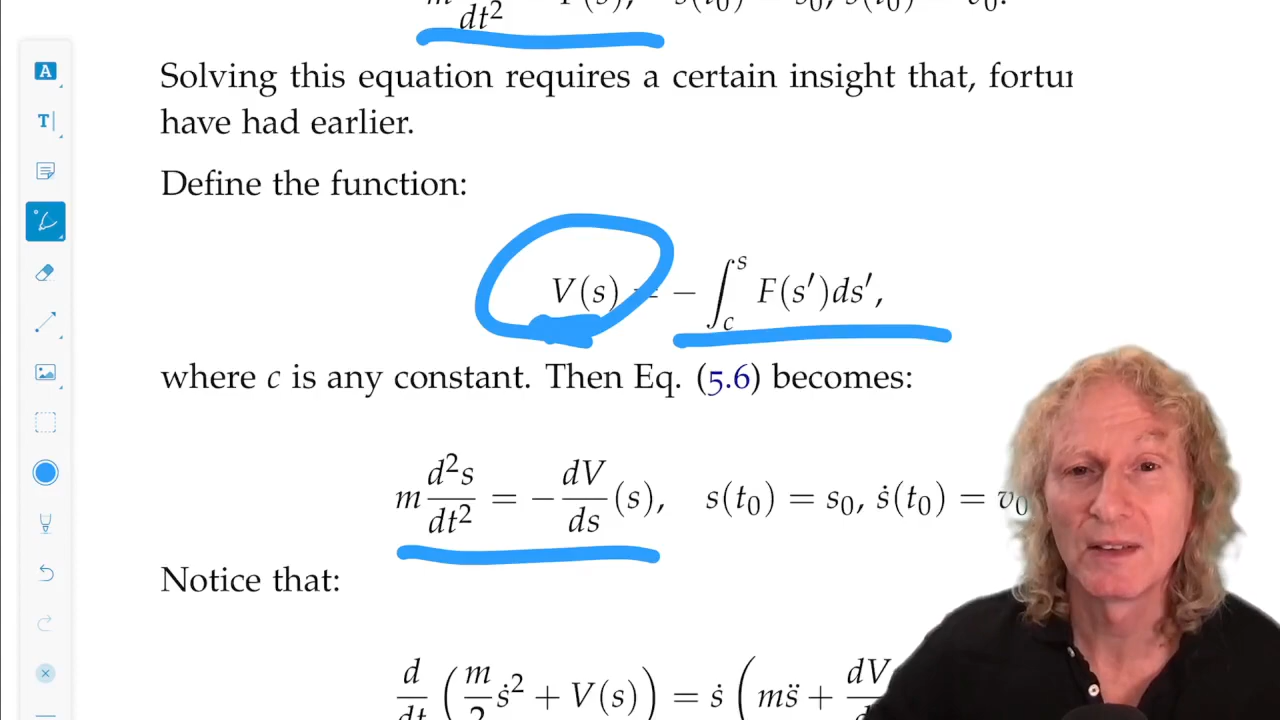 dt²
Solving this equation requires a certain insight that,
have had earlier.
Define the function:
V(s) = − ∫_c^s F(s′)ds′,
where c is any constant. Then Eq. (5.6) becomes:
m d²s/dt² = − dV/ds (s), s(t₀) = s₀, ṡ(t₀) = v₀
Notice that:
d/dt ( m/2 ṡ² + V(s) ) = ṡ ( m s̈ + dV
A
T